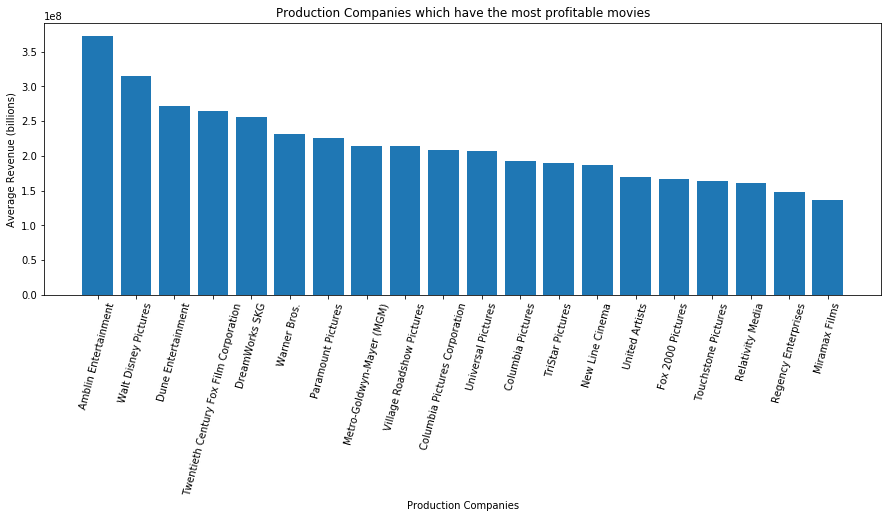 Production Companies which have the most profitable movies
1e8
Average Revenue (billions)
3.5
3.0
2.5
2.0
1.5
1.0
0.5
0.0
Amblin Entertainment
Walt Disney Pictures
Dune Entertainment
Twentieth Century Fox Film Corporation
DreamWorks SKG
Warner Bros.
Paramount Pictures
Metro-Goldwyn-Mayer (MGM)
Village Roadshow Pictures
Columbia Pictures Corporation
Universal Pictures
Columbia Pictures
TriStar Pictures
New Line Cinema
United Artists
Fox 2000 Pictures
Touchstone Pictures
Relativity Media
Regency Enterprises
Miramax Films
Production Companies